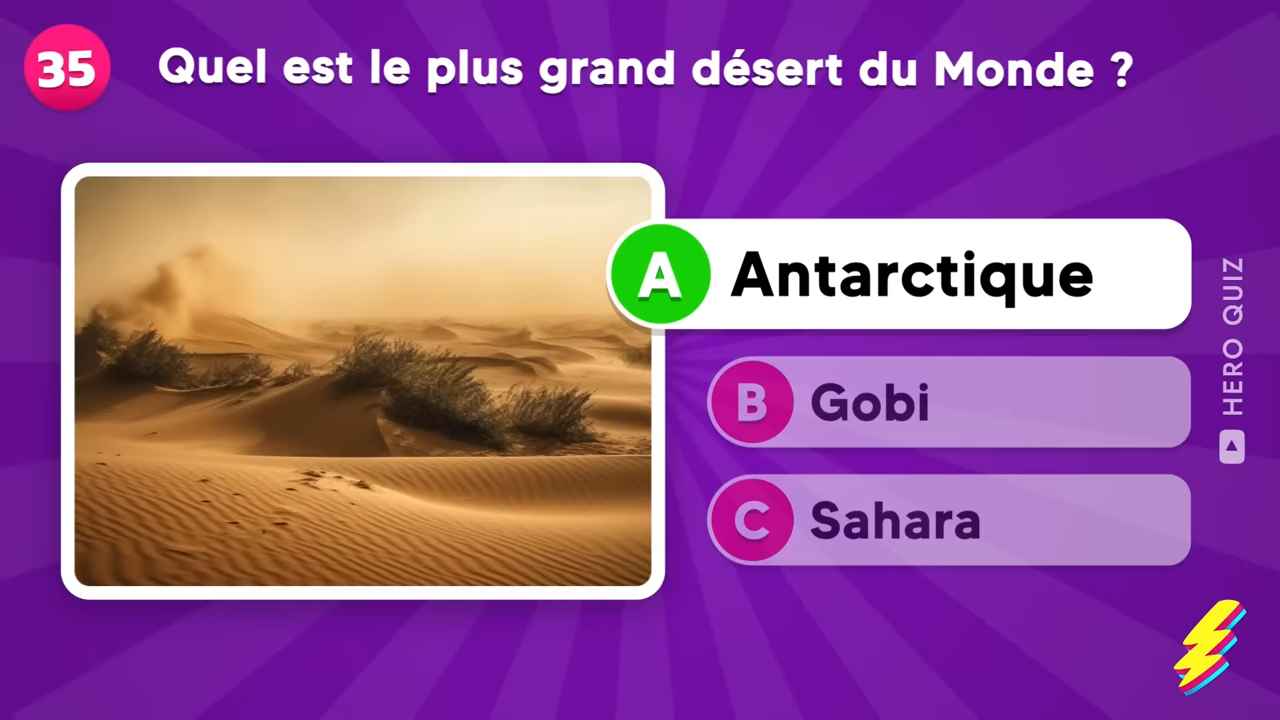 35
Quel est le plus grand désert du Monde ?
A
Antarctique
B
Gobi
C
Sahara
HERO QUIZ